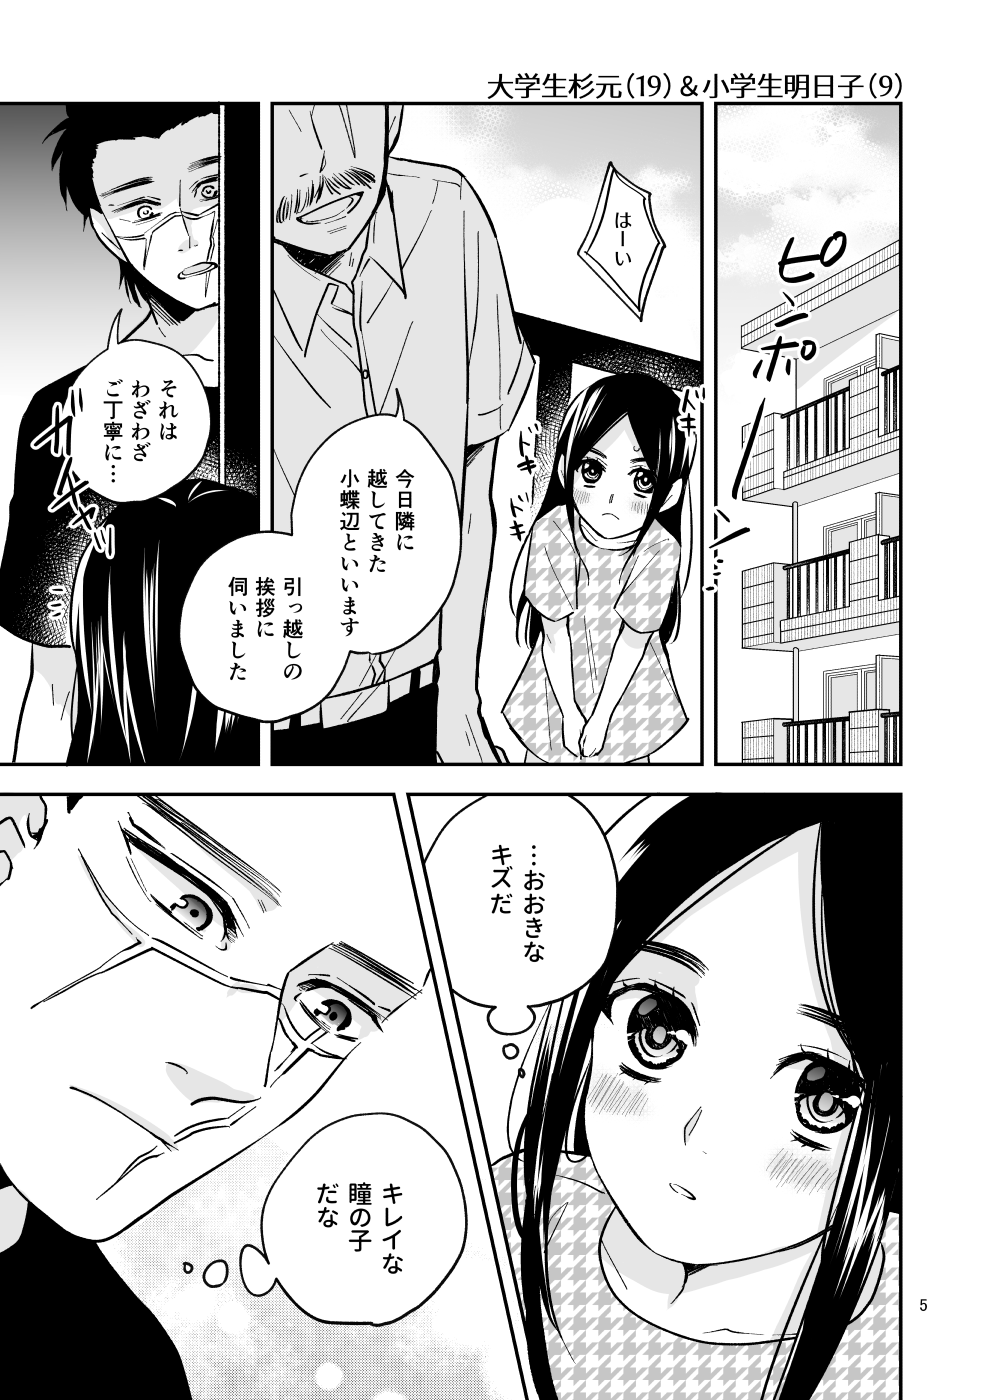 大学生杉元(19)&小学生明日子(9)
ピンポーン
はーい
ドキ
ドキ
ドキ
今日隣に
越してきた
小蝶辺といいます
引っ越しの
挨拶に
伺いました
ガチャッ
それは
わざわざ
ご丁寧に…
…おおきな
キズだ
キレイな
瞳の子
だな
5